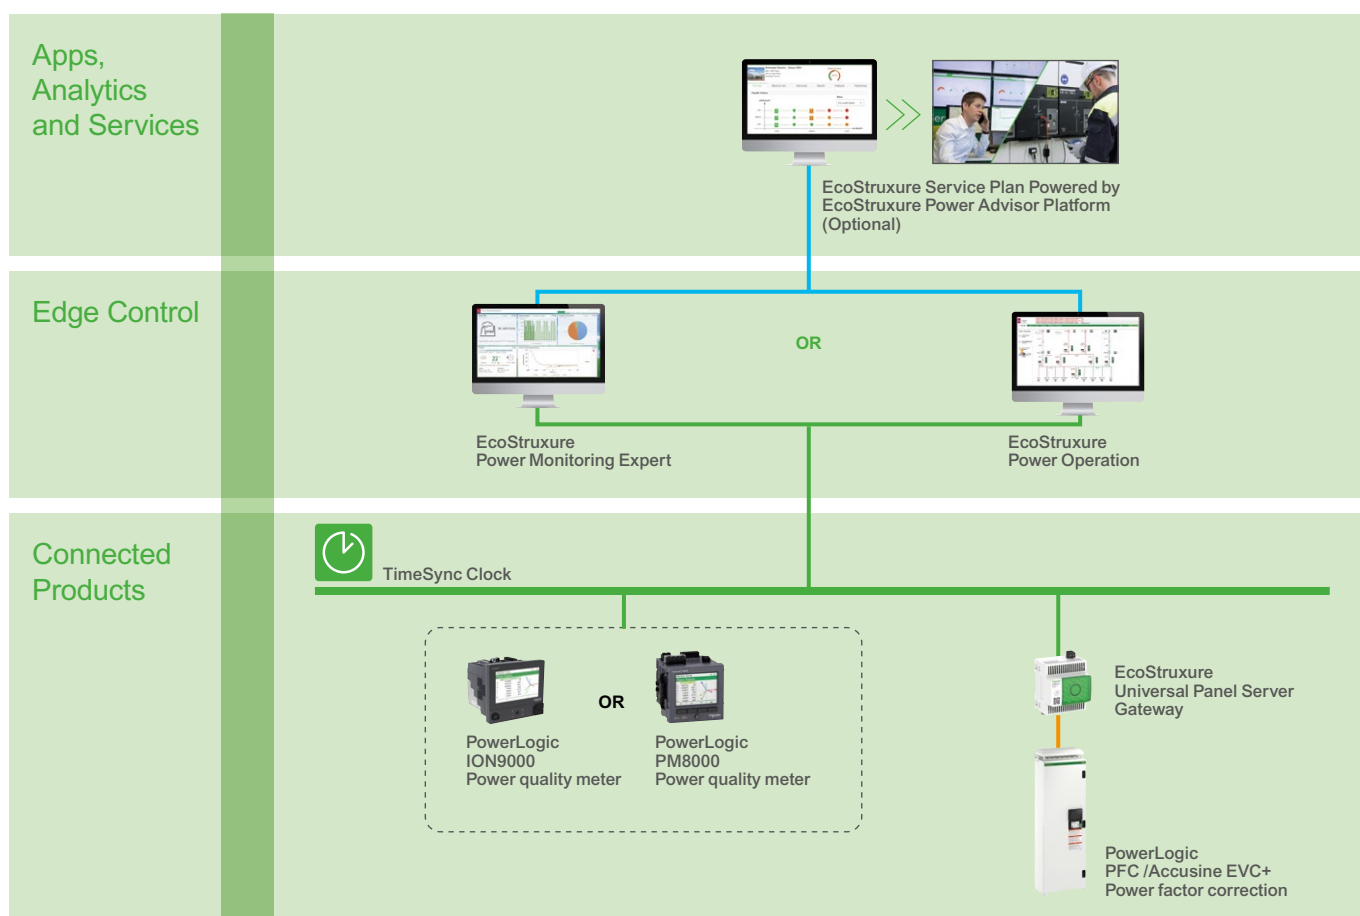 Apps,
Analytics
and Services
EcoStruxure Service Plan Powered by
EcoStruxure Power Advisor Platform
(Optional)
Edge Control
OR
EcoStruxure
Power Monitoring Expert
EcoStruxure
Power Operation
Connected
Products
TimeSync Clock
OR
PowerLogic
ION9000
Power quality meter
PowerLogic
PM8000
Power quality meter
EcoStruxure
Universal Panel Server
Gateway
PowerLogic
PFC /Accusine EVC+
Power factor correction